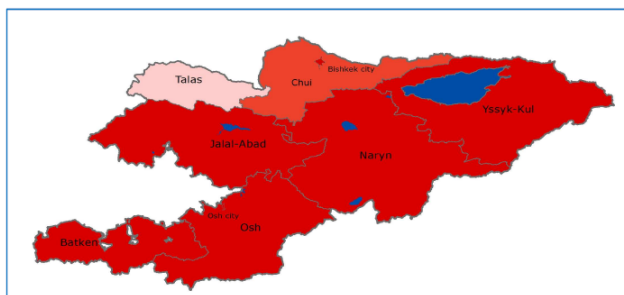 Bishkek city
Talas
Chui
Yssyk-Kul
Jalal-Abad
Naryn
Osh city
Osh
Batken